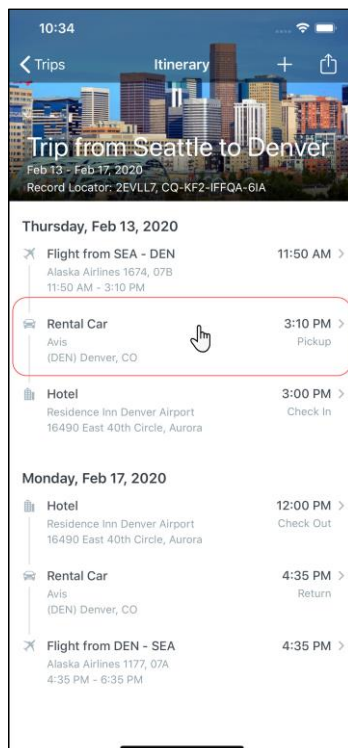 10:34
Trips
Itinerary
Trip from Seattle to Denver
Feb 13 - Feb 17, 2020
Record Locator: 2EVLL7, CQ-KF2-IFFQA-6IA
Thursday, Feb 13, 2020
Flight from SEA - DEN 11:50 AM
Alaska Airlines 1674, 07B
11:50 AM - 3:10 PM
Rental Car 3:10 PM
Avis Pickup
(DEN) Denver, CO
Hotel 3:00 PM
Residence Inn Denver Airport Check In
16490 East 40th Circle, Aurora
Monday, Feb 17, 2020
Hotel 12:00 PM
Residence Inn Denver Airport Check Out
16490 East 40th Circle, Aurora
Rental Car 4:35 PM
Avis Return
(DEN) Denver, CO
Flight from DEN - SEA 4:35 PM
Alaska Airlines 1177, 07A
4:35 PM - 6:35 PM